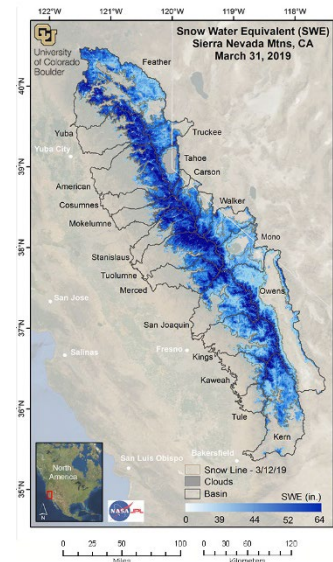 122°W 121°W 120°W 119°W 118°W
University
of Colorado
Boulder
Snow Water Equivalent (SWE)
Sierra Nevada Mtns, CA
March 31, 2019
Feather
40°N
Truckee
Yuba
Yuba City
Tahoe
39°N
Carson
American
Walker
Cosumnes
Mokelumne
Mono
38°N
Stanislaus
Tuolumne
Owens
Merced
San Jose
37°N
San Joaquin
Salinas
Fresno
Kings
Kaweah
36°N
Tule
Kern
North
America
San Luis Obispo
Bakersfield
Snow Line - 3/12/19
Clouds
Basin
35°N
N
NASA JPL
SWE (in.)
0 39 44 52 64
0 25 50 100
Miles
0 30 60 120
Kilometers